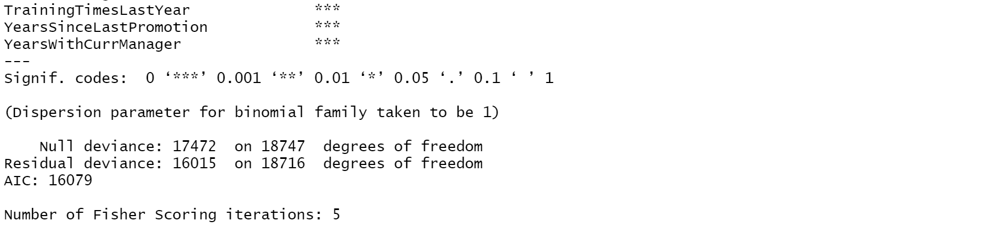 TrainingTimesLastYear              ***
YearsSinceLastPromotion            ***
YearsWithCurrManager               ***
---
Signif. codes:  0 ‘***’ 0.001 ‘**’ 0.01 ‘*’ 0.05 ‘.’ 0.1 ‘ ’ 1
(Dispersion parameter for binomial family taken to be 1)
    Null deviance: 17472  on 18747  degrees of freedom
Residual deviance: 16015  on 18716  degrees of freedom
AIC: 16079
Number of Fisher Scoring iterations: 5